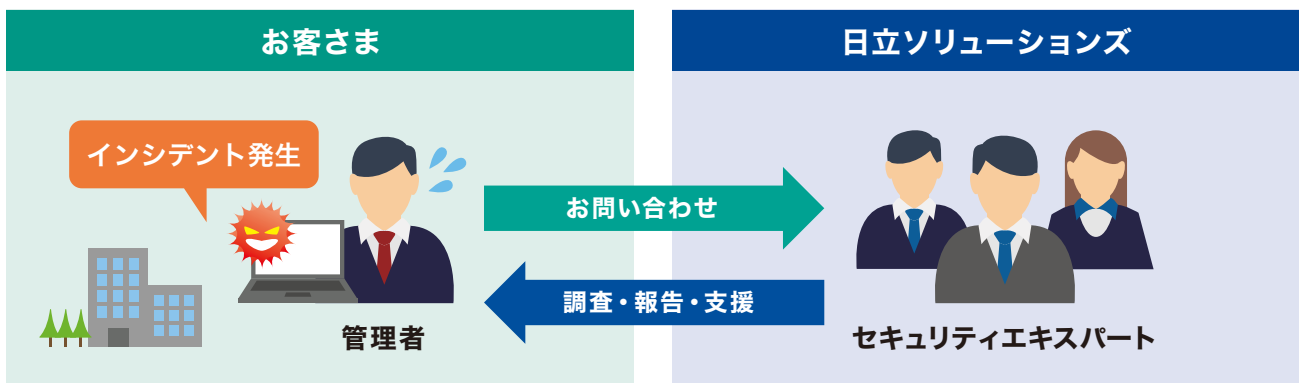 お客さま
日立ソリューションズ
インシデント発生
お問い合わせ
調査・報告・支援
管理者
セキュリティエキスパート